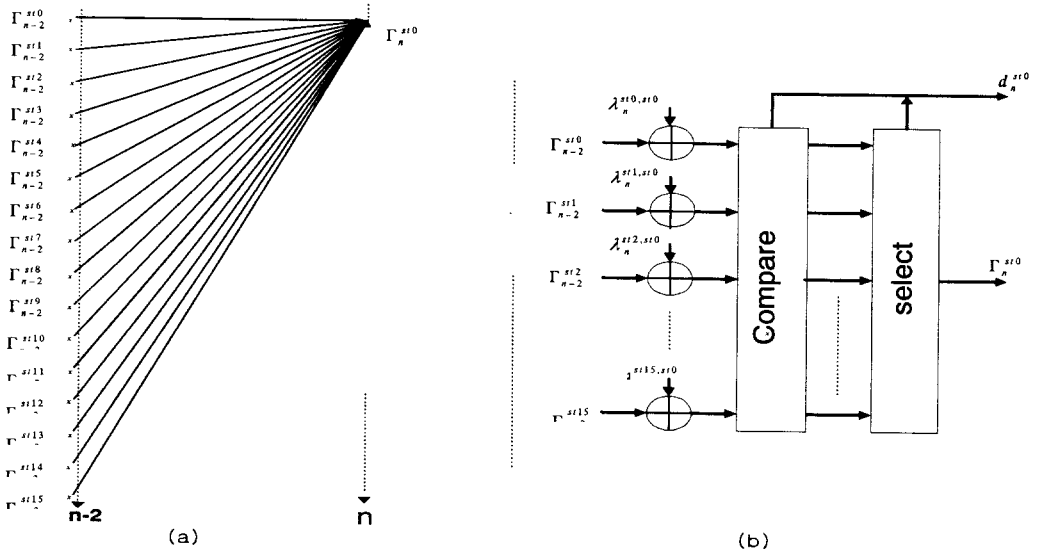 Γ_{n-2}^{st0}
Γ_{n-2}^{st1}
Γ_{n-2}^{st2}
Γ_{n-2}^{st3}
Γ_{n-2}^{st4}
Γ_{n-2}^{st5}
Γ_{n-2}^{st6}
Γ_{n-2}^{st7}
Γ_{n-2}^{st8}
Γ_{n-2}^{st9}
Γ^{st10}
Γ^{st11}
Γ^{st12}
Γ^{st13}
Γ^{st14}
Γ^{st15}
n-2
Γ_n^{st0}
n
(a)
λ_n^{st0,st0}
Γ_{n-2}^{st0}
λ_n^{st1,st0}
Γ_{n-2}^{st1}
λ_n^{st2,st0}
Γ_{n-2}^{st2}
st15,st0
Γ^{st15}
Compare
select
d_n^{st0}
Γ_n^{st0}
(b)